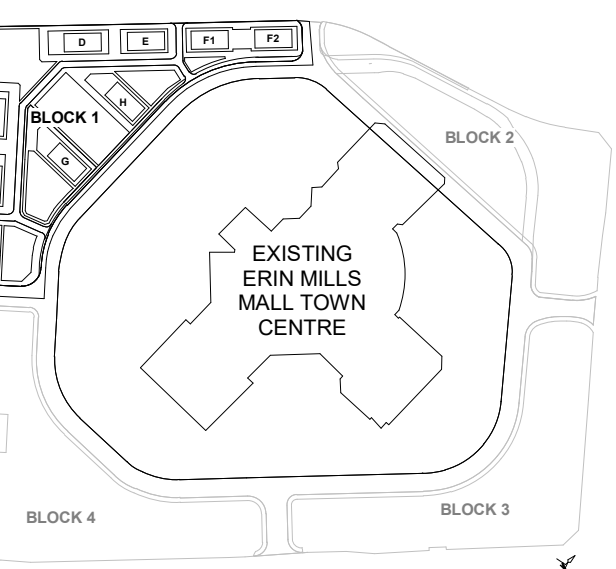 D
E
F1
F2
H
BLOCK 1
BLOCK 2
G
EXISTING
ERIN MILLS
MALL TOWN
CENTRE
BLOCK 3
BLOCK 4